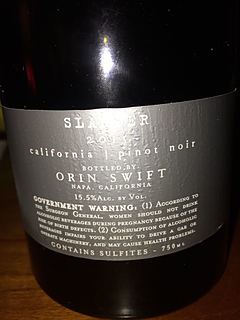 california | pinot noir
BOTTLED BY:
ORIN SWIFT
NAPA, CALIFORNIA
15.5% ALC. BY VOL.
GOVERNMENT WARNING: (1) ACCORDING TO
THE SURGEON GENERAL, WOMEN SHOULD NOT DRINK
ALCOHOLIC BEVERAGES DURING PREGNANCY BECAUSE OF THE
RISK OF BIRTH DEFECTS. (2) CONSUMPTION OF ALCOHOLIC
BEVERAGES IMPAIRS YOUR ABILITY TO DRIVE A CAR OR
OPERATE MACHINERY, AND MAY CAUSE HEALTH PROBLEMS.
CONTAINS SULFITES - 750ML